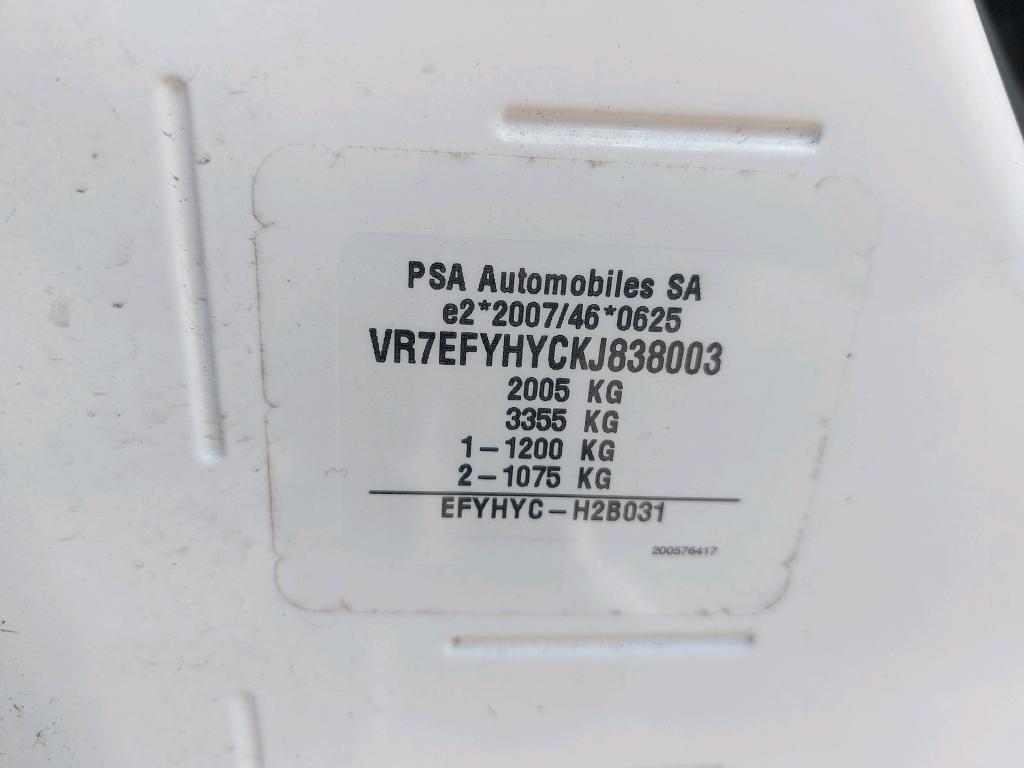 PSA Automobiles SA
e2*2007/46*0625
VR7EFYHYCKJ838003
2005 KG
3355 KG
1-1200 KG
2-1075 KG
EFYHYC-H2B031
200576417